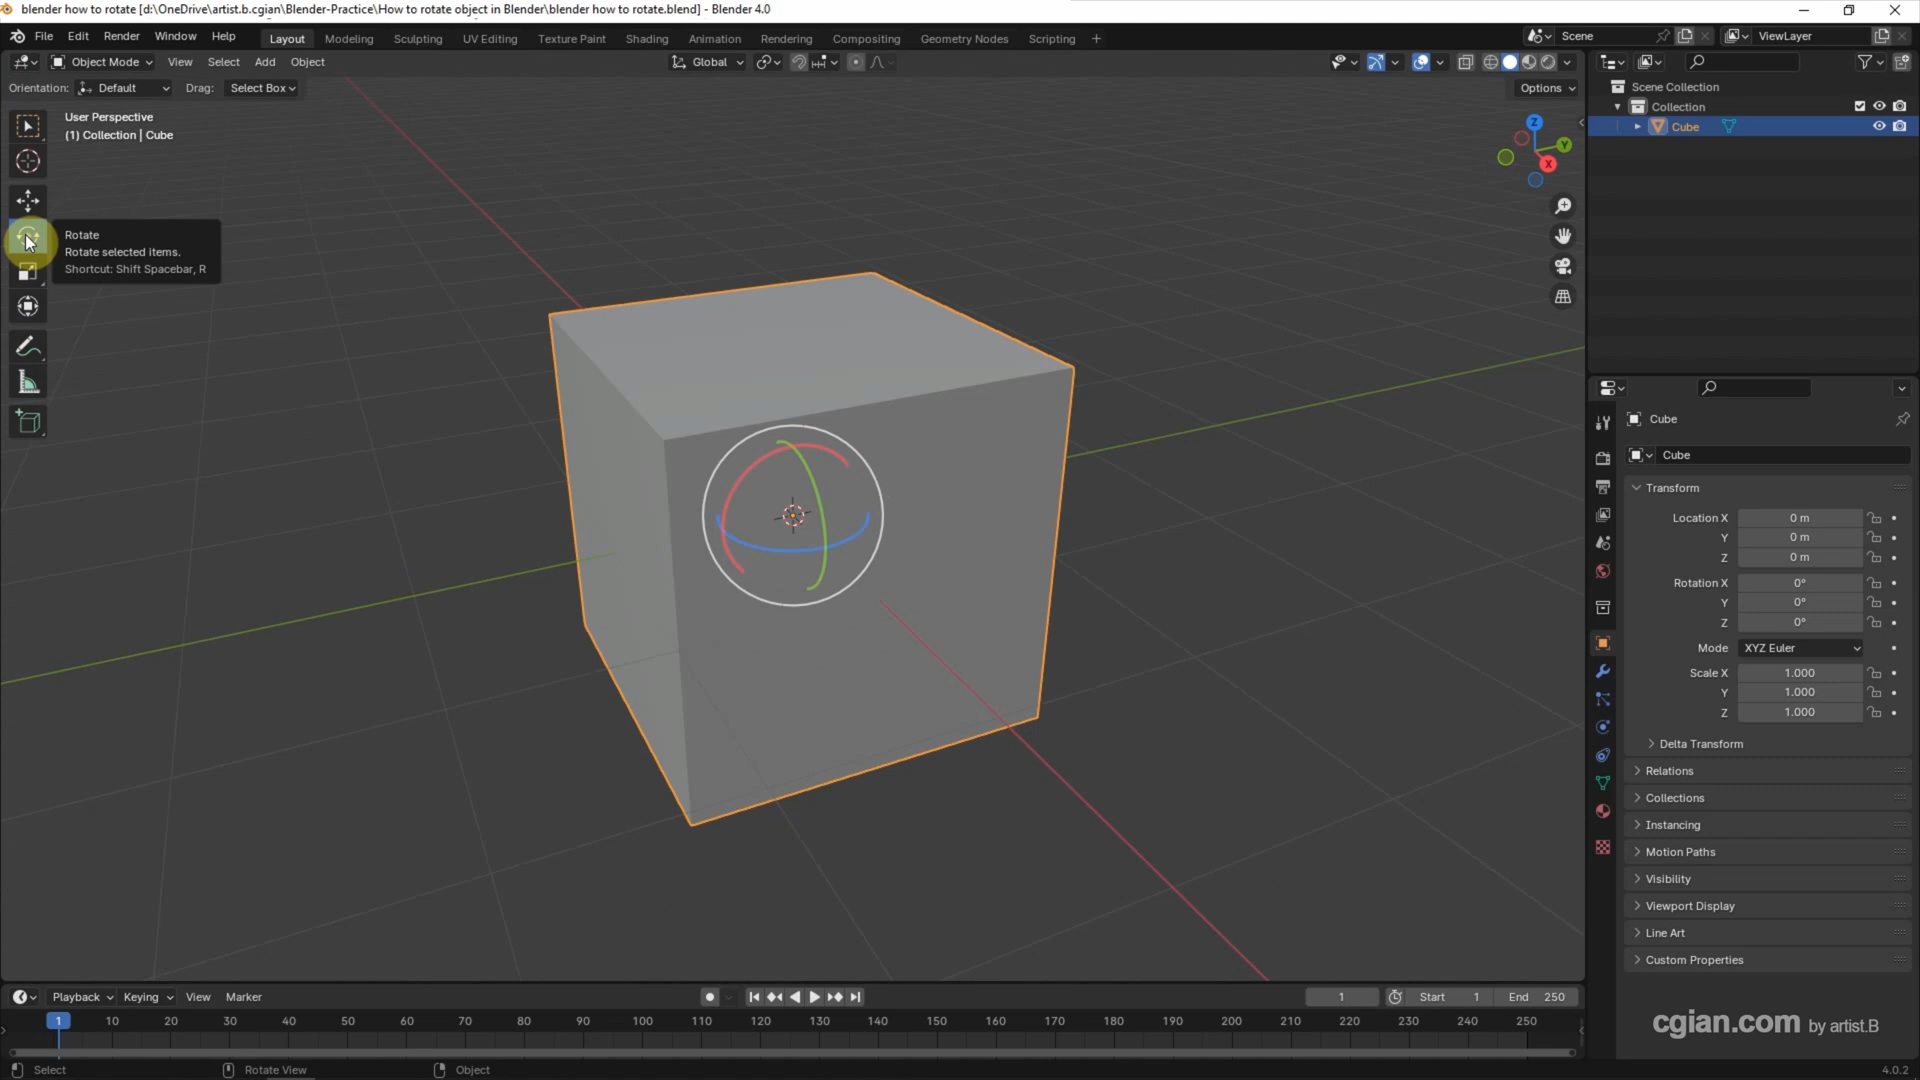 blender how to rotate [d:\OneDrive\artist.b.cgian\Blender-Practice\How to rotate object in Blender\blender how to rotate.blend] - Blender 4.0
File Edit Render Window Help Layout Modeling Sculpting UV Editing Texture Paint Shading Animation Rendering Compositing Geometry Nodes Scripting + Scene ViewLayer
Object Mode View Select Add Object Global
Orientation: Default Drag: Select Box Options
Scene Collection
Collection
Cube
User Perspective
(1) Collection | Cube
Z
Y
X
Rotate
Rotate selected items.
Shortcut: Shift Spacebar, R
Cube
Cube
Transform
Location X 0 m
Y 0 m
Z 0 m
Rotation X 0°
Y 0°
Z 0°
Mode XYZ Euler
Scale X 1.000
Y 1.000
Z 1.000
Delta Transform
Relations
Collections
Instancing
Motion Paths
Visibility
Viewport Display
Line Art
Custom Properties
Playback Keying View Marker 1 Start 1 End 250
1 10 20 30 40 50 60 70 80 90 100 110 120 130 140 150 160 170 180 190 200 210 220 230 240 250
cgian.com by artist.B
Select Rotate View Object 4.0.2